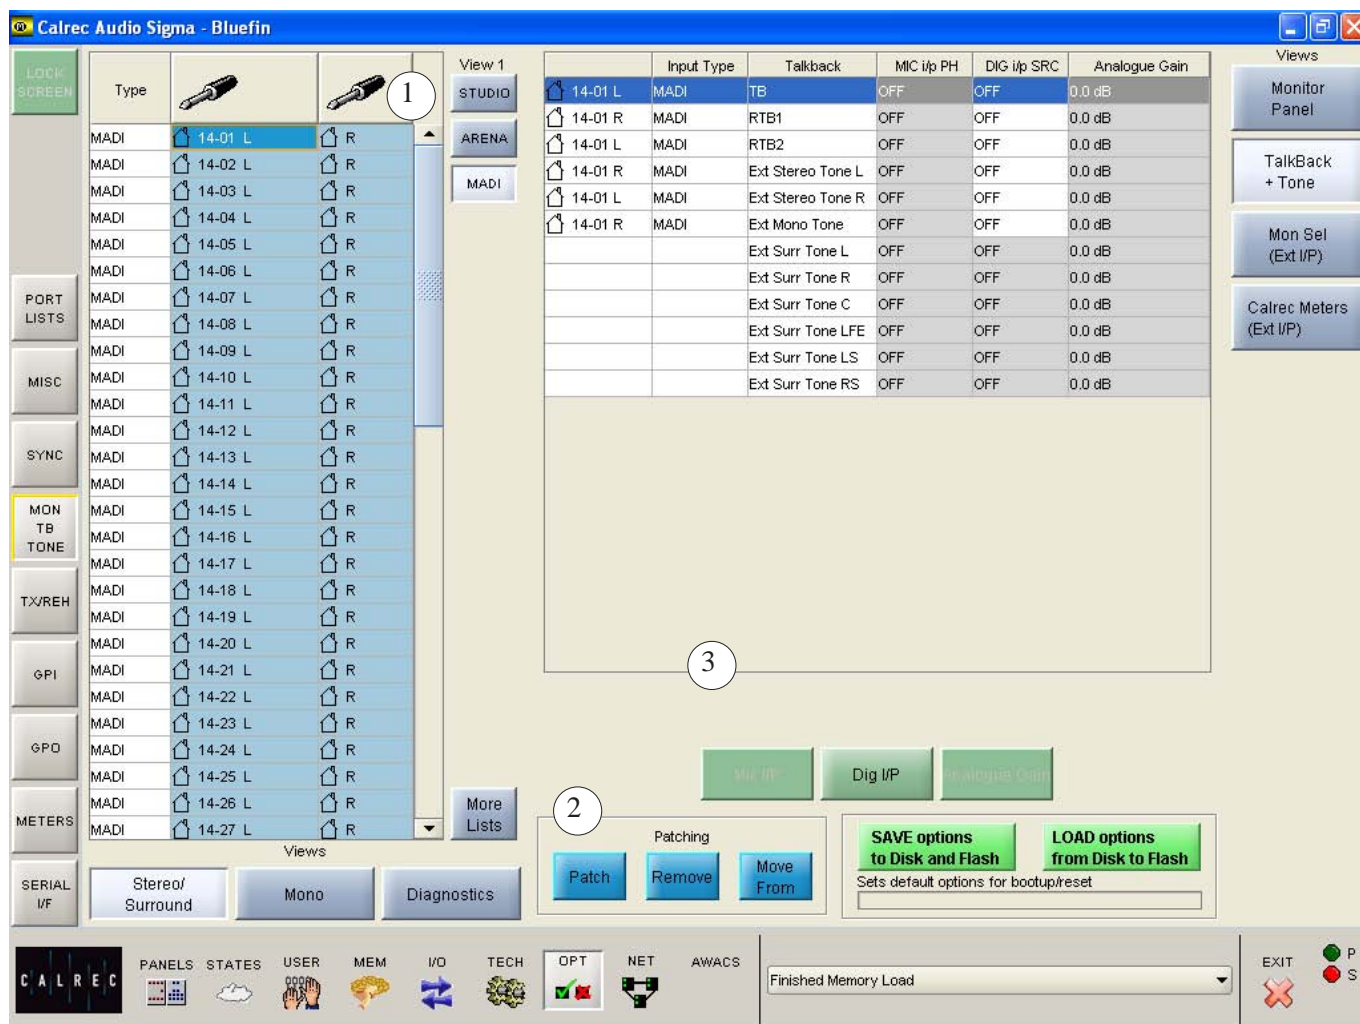 Calrec Audio Sigma - Bluefin
LOCK SCREEN
PORT LISTS
MISC
SYNC
MON TB TONE
TX/REH
GPI
GPO
METERS
SERIAL I/F
Type
1
MADI 14-01 L R
MADI 14-02 L R
MADI 14-03 L R
MADI 14-04 L R
MADI 14-05 L R
MADI 14-06 L R
MADI 14-07 L R
MADI 14-08 L R
MADI 14-09 L R
MADI 14-10 L R
MADI 14-11 L R
MADI 14-12 L R
MADI 14-13 L R
MADI 14-14 L R
MADI 14-15 L R
MADI 14-16 L R
MADI 14-17 L R
MADI 14-18 L R
MADI 14-19 L R
MADI 14-20 L R
MADI 14-21 L R
MADI 14-22 L R
MADI 14-23 L R
MADI 14-24 L R
MADI 14-25 L R
MADI 14-26 L R
MADI 14-27 L R
Views
Stereo/ Surround
Mono
Diagnostics
View 1
STUDIO
ARENA
MADI
More Lists
Input Type Talkback MIC i/p PH DIG i/p SRC Analogue Gain
14-01 L MADI TB OFF OFF 0.0 dB
14-01 R MADI RTB1 OFF OFF 0.0 dB
14-01 L MADI RTB2 OFF OFF 0.0 dB
14-01 R MADI Ext Stereo Tone L OFF OFF 0.0 dB
14-01 L MADI Ext Stereo Tone R OFF OFF 0.0 dB
14-01 R MADI Ext Mono Tone OFF OFF 0.0 dB
Ext Surr Tone L OFF OFF 0.0 dB
Ext Surr Tone R OFF OFF 0.0 dB
Ext Surr Tone C OFF OFF 0.0 dB
Ext Surr Tone LFE OFF OFF 0.0 dB
Ext Surr Tone LS OFF OFF 0.0 dB
Ext Surr Tone RS OFF OFF 0.0 dB
3
Mic I/P
Dig I/P
Analogue Gain
2
Patching
Patch
Remove
Move From
SAVE options to Disk and Flash
LOAD options from Disk to Flash
Sets default options for bootup/reset
Views
Monitor Panel
TalkBack + Tone
Mon Sel (Ext I/P)
Calrec Meters (Ext I/P)
CALREC
PANELS
STATES
USER
MEM
I/O
TECH
OPT
NET
AWACS
Finished Memory Load
EXIT
P
S